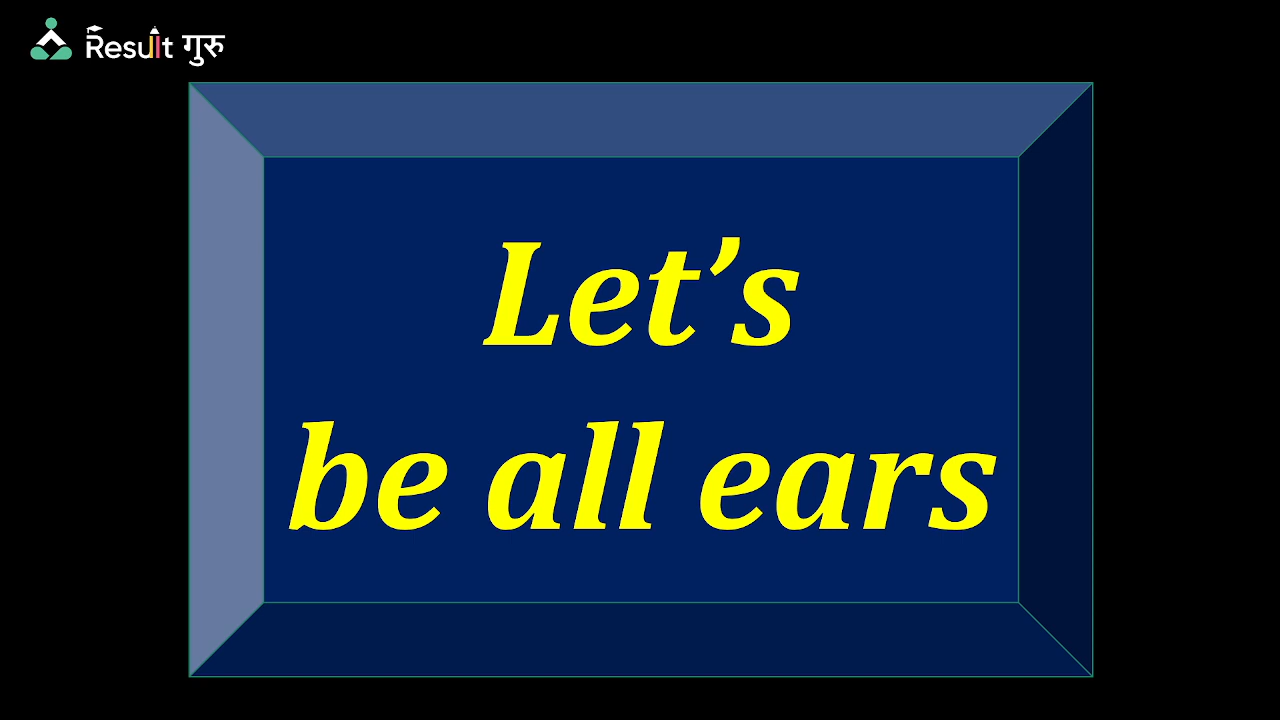 Result गुरु
Let’s
be all ears